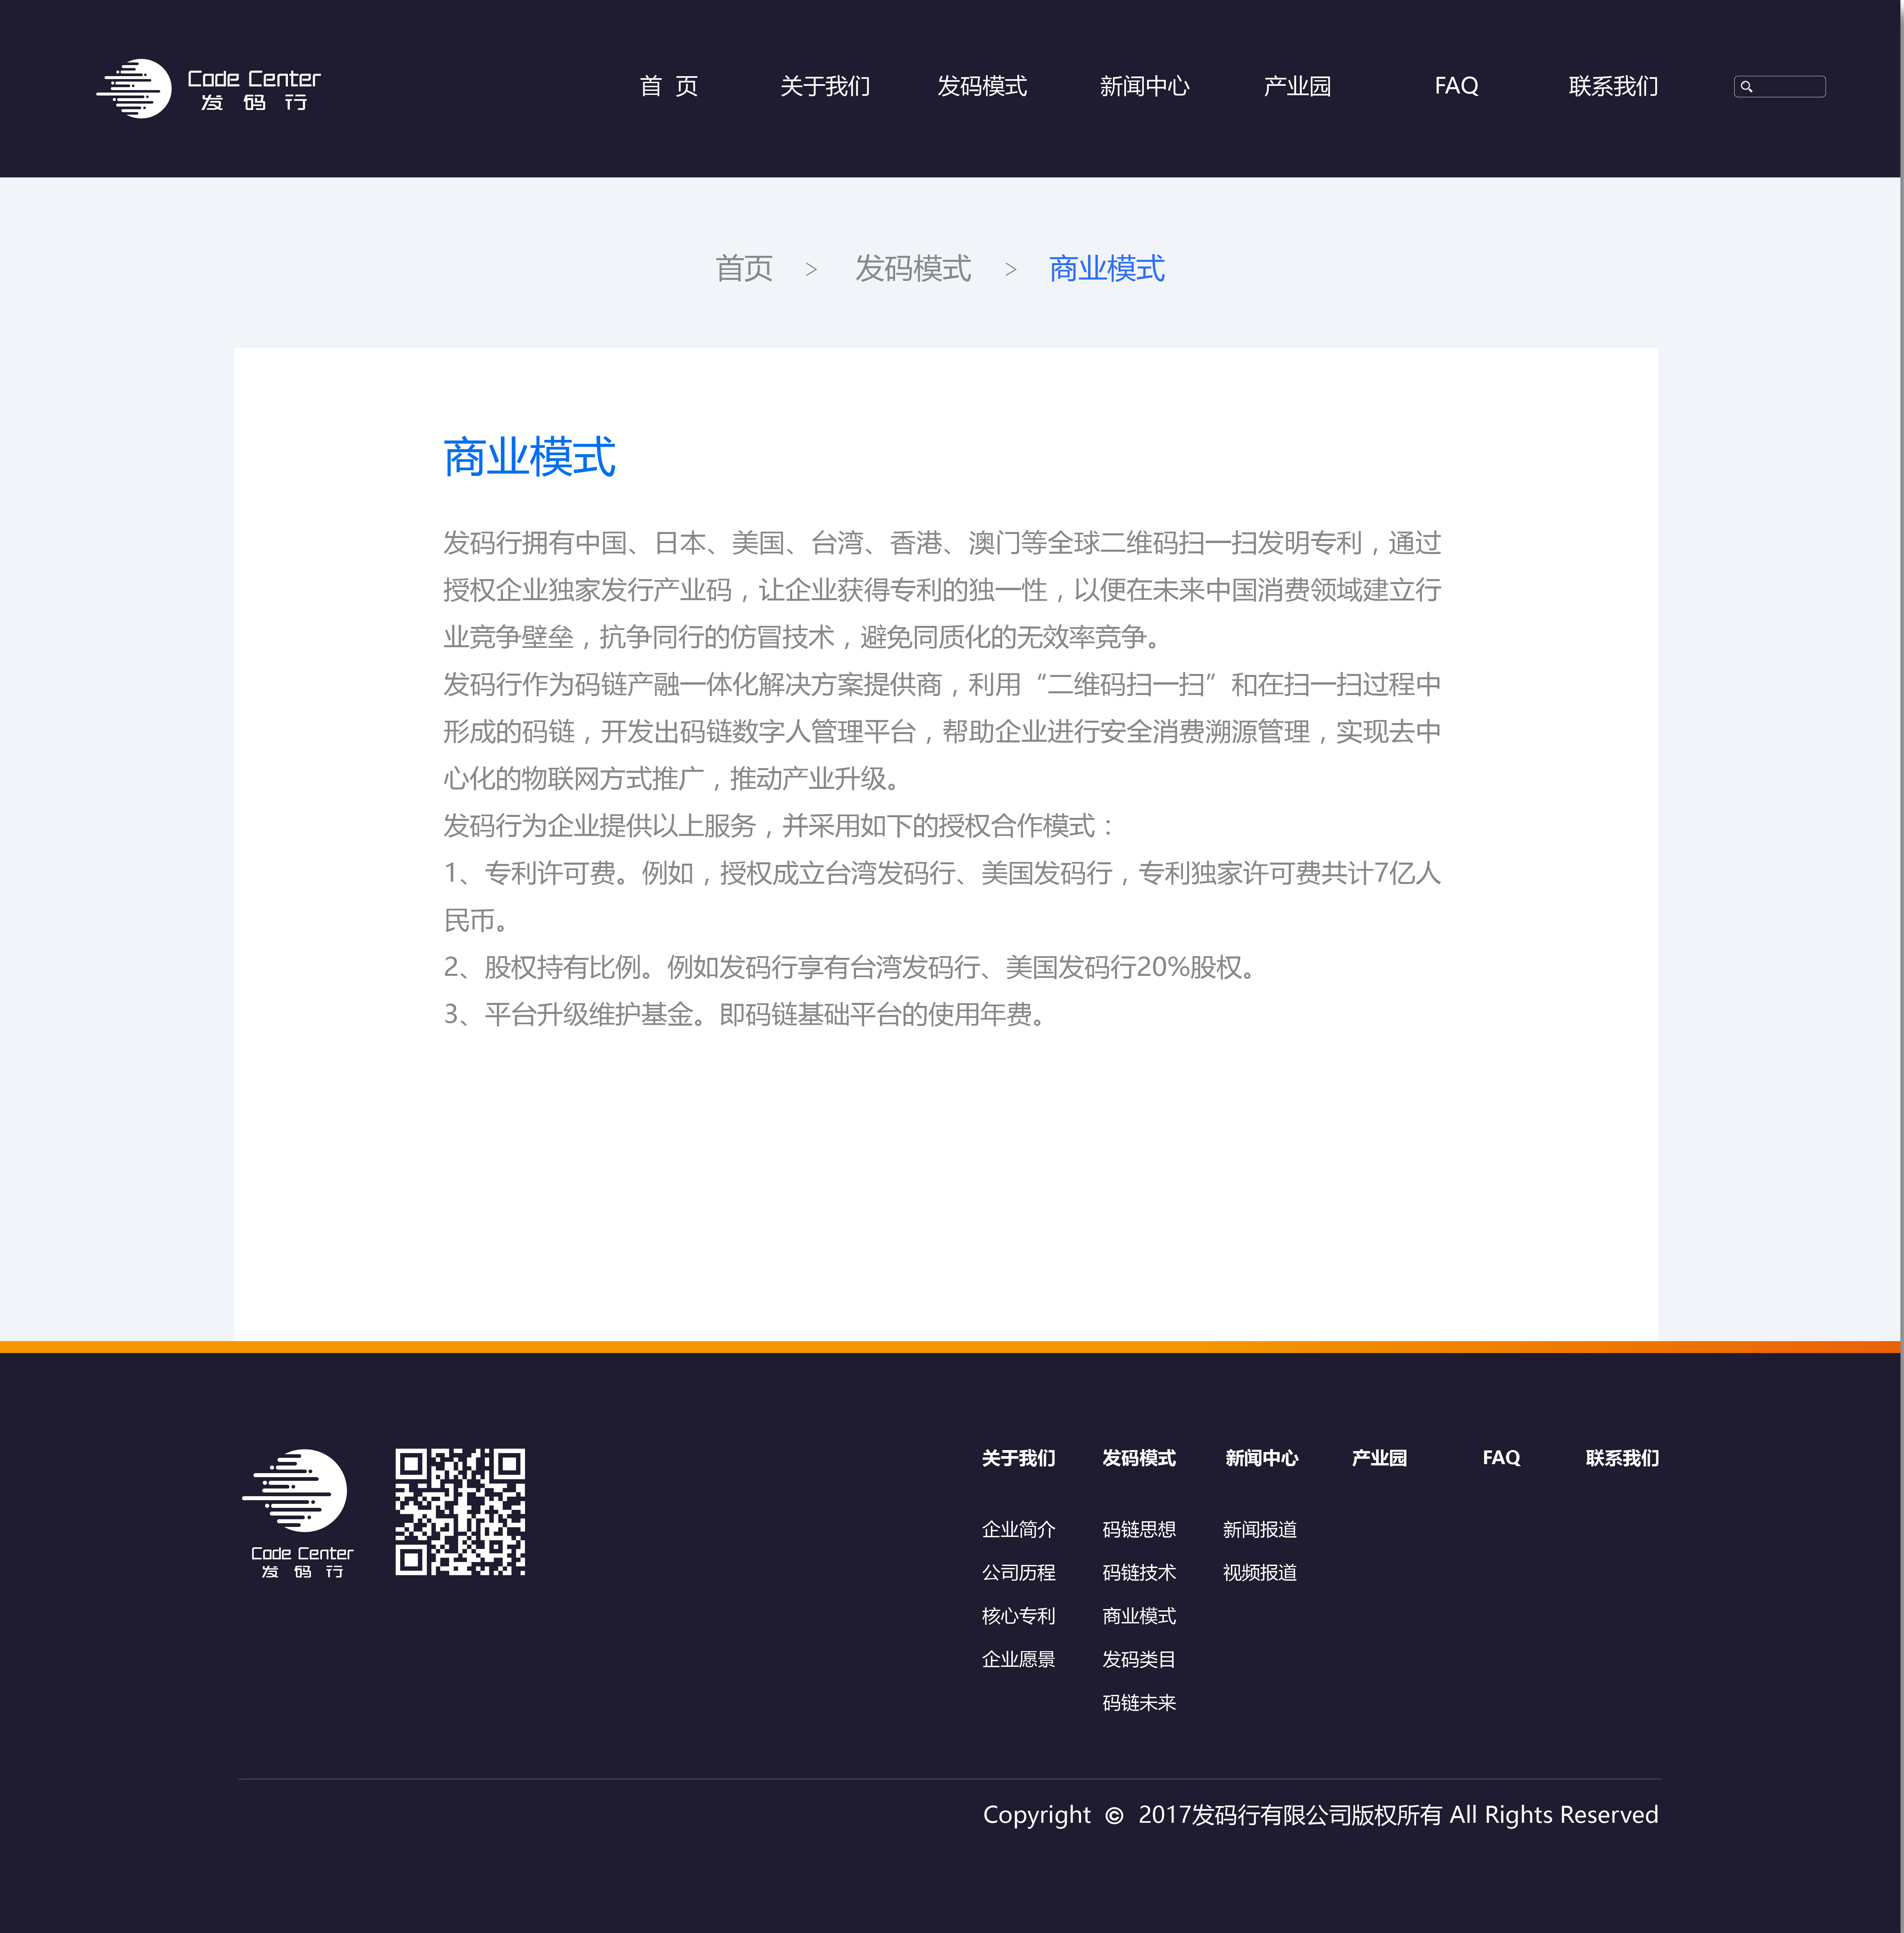 Code Center
发 码 行
首 页 关于我们 发码模式 新闻中心 产业园 FAQ 联系我们
首页 > 发码模式 > 商业模式
商业模式
发码行拥有中国、日本、美国、台湾、香港、澳门等全球二维码扫一扫发明专利，通过
授权企业独家发行产业码，让企业获得专利的独一性，以便在未来中国消费领域建立行
业竞争壁垒，抗争同行的仿冒技术，避免同质化的无效率竞争。
发码行作为码链产融一体化解决方案提供商，利用“二维码扫一扫”和在扫一扫过程中
形成的码链，开发出码链数字人管理平台，帮助企业进行安全消费溯源管理，实现去中
心化的物联网方式推广，推动产业升级。
发码行为企业提供以上服务，并采用如下的授权合作模式：
1、专利许可费。例如，授权成立台湾发码行、美国发码行，专利独家许可费共计7亿人
民币。
2、股权持有比例。例如发码行享有台湾发码行、美国发码行20%股权。
3、平台升级维护基金。即码链基础平台的使用年费。
Code Center
发 码 行
关于我们 发码模式 新闻中心 产业园 FAQ 联系我们
企业简介 码链思想 新闻报道
公司历程 码链技术 视频报道
核心专利 商业模式
企业愿景 发码类目
码链未来
Copyright © 2017发码行有限公司版权所有 All Rights Reserved